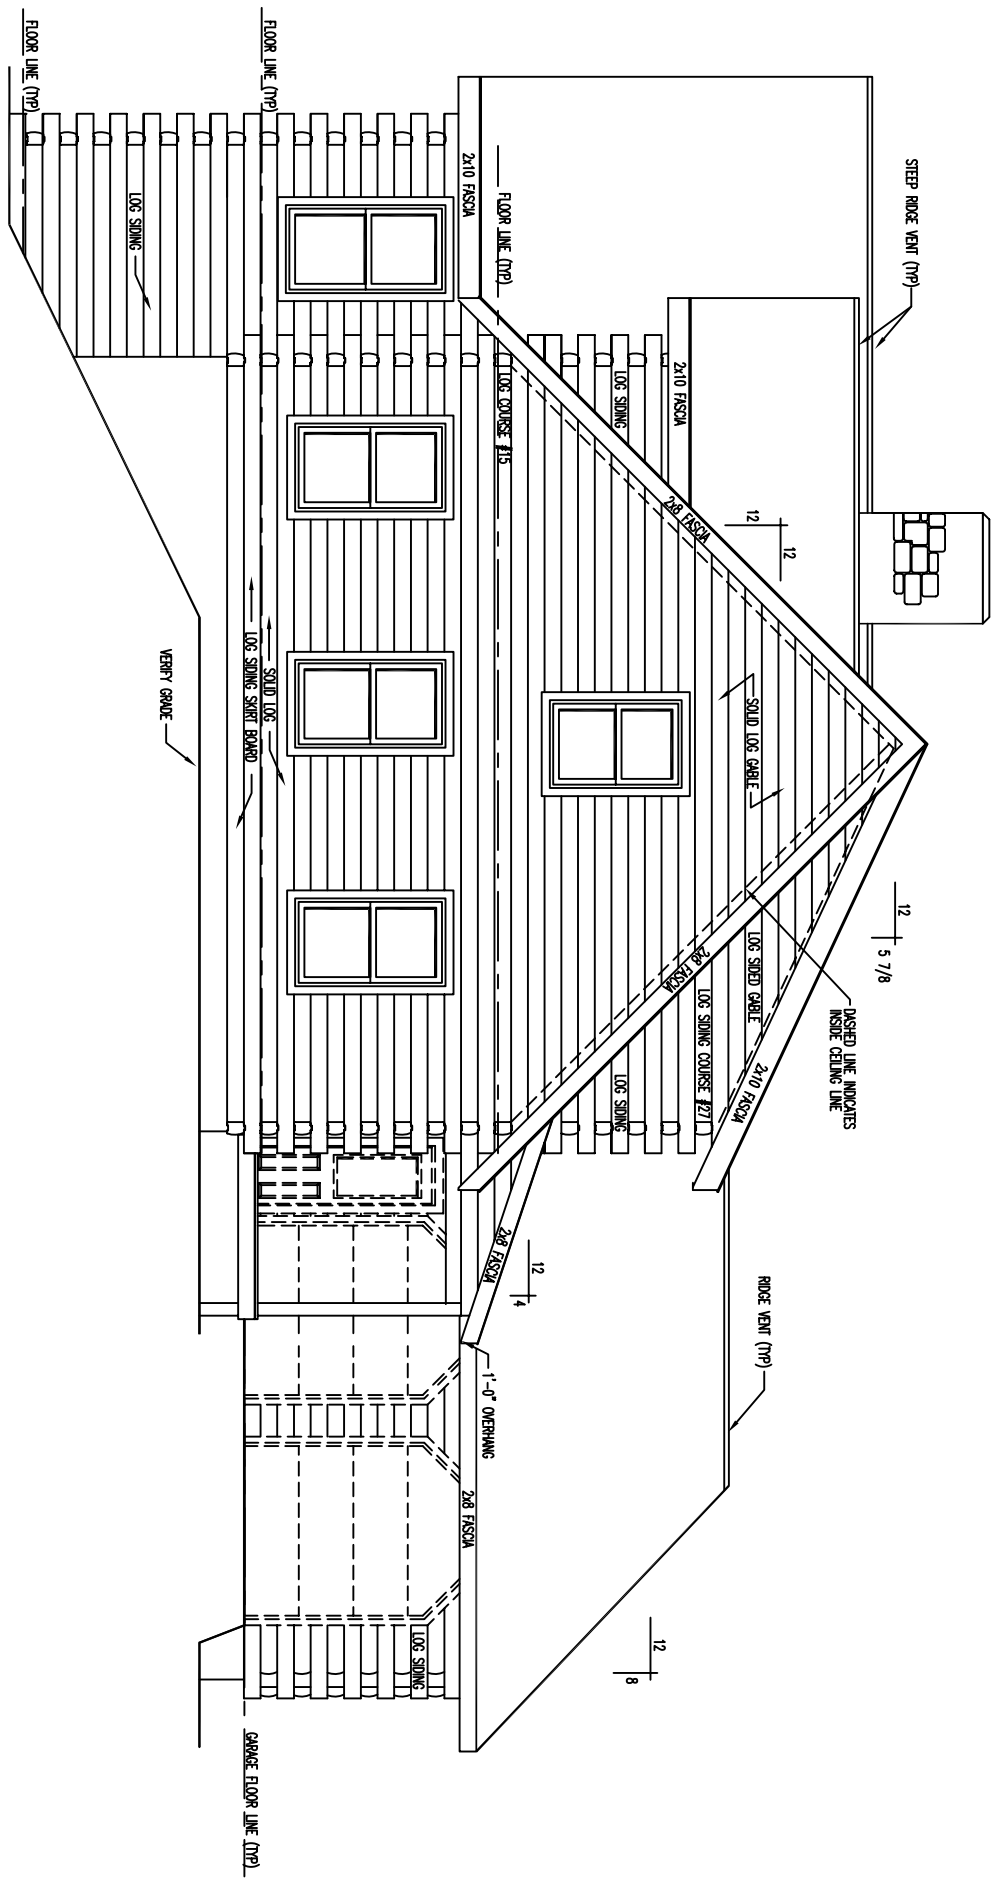 STEEP RIDGE VENT (TYP)
12
5 7/8
DASHED LINE INDICATES
INSIDE CEILING LINE
12
12
SOLID LOG GABLE
LOG SIDED GABLE
2x10 FASCIA
RIDGE VENT (TYP)
2x10 FASCIA
2x8 FASCIA
2x8 FASCIA
LOG SIDING COURSE #27
LOG SIDING
LOG SIDING
12
8
FLOOR LINE (TYP)
LOG COURSE #15
12
4
2x8 FASCIA
1'-0" OVERHANG
2x10 FASCIA
2x8 FASCIA
LOG SIDING
FLOOR LINE (TYP)
SOLID LOG
LOG SIDING SKIRT BOARD
GARAGE FLOOR LINE (TYP)
VERIFY GRADE
LOG SIDING
FLOOR LINE (TYP)